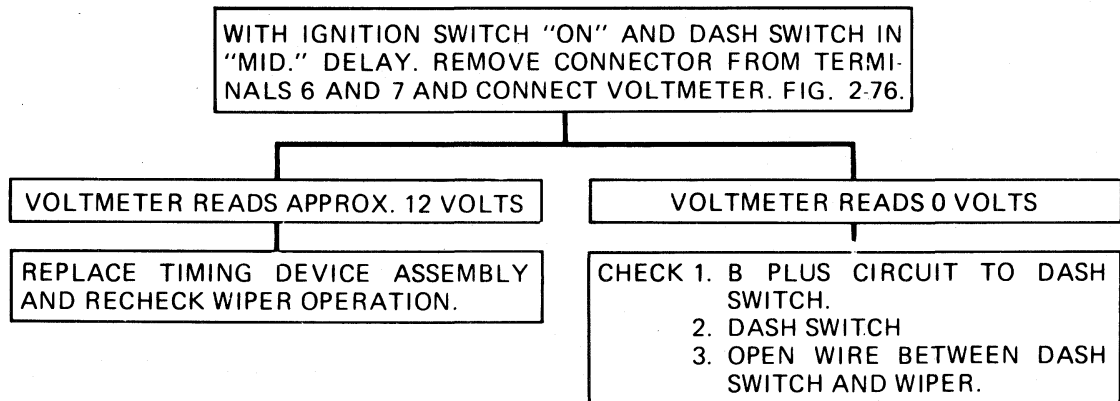 WITH IGNITION SWITCH "ON" AND DASH SWITCH IN
"MID." DELAY. REMOVE CONNECTOR FROM TERMI-
NALS 6 AND 7 AND CONNECT VOLTMETER. FIG. 2-76.
VOLTMETER READS APPROX. 12 VOLTS
REPLACE TIMING DEVICE ASSEMBLY
AND RECHECK WIPER OPERATION.
VOLTMETER READS 0 VOLTS
CHECK 1. B PLUS CIRCUIT TO DASH
SWITCH.
2. DASH SWITCH
3. OPEN WIRE BETWEEN DASH
SWITCH AND WIPER.